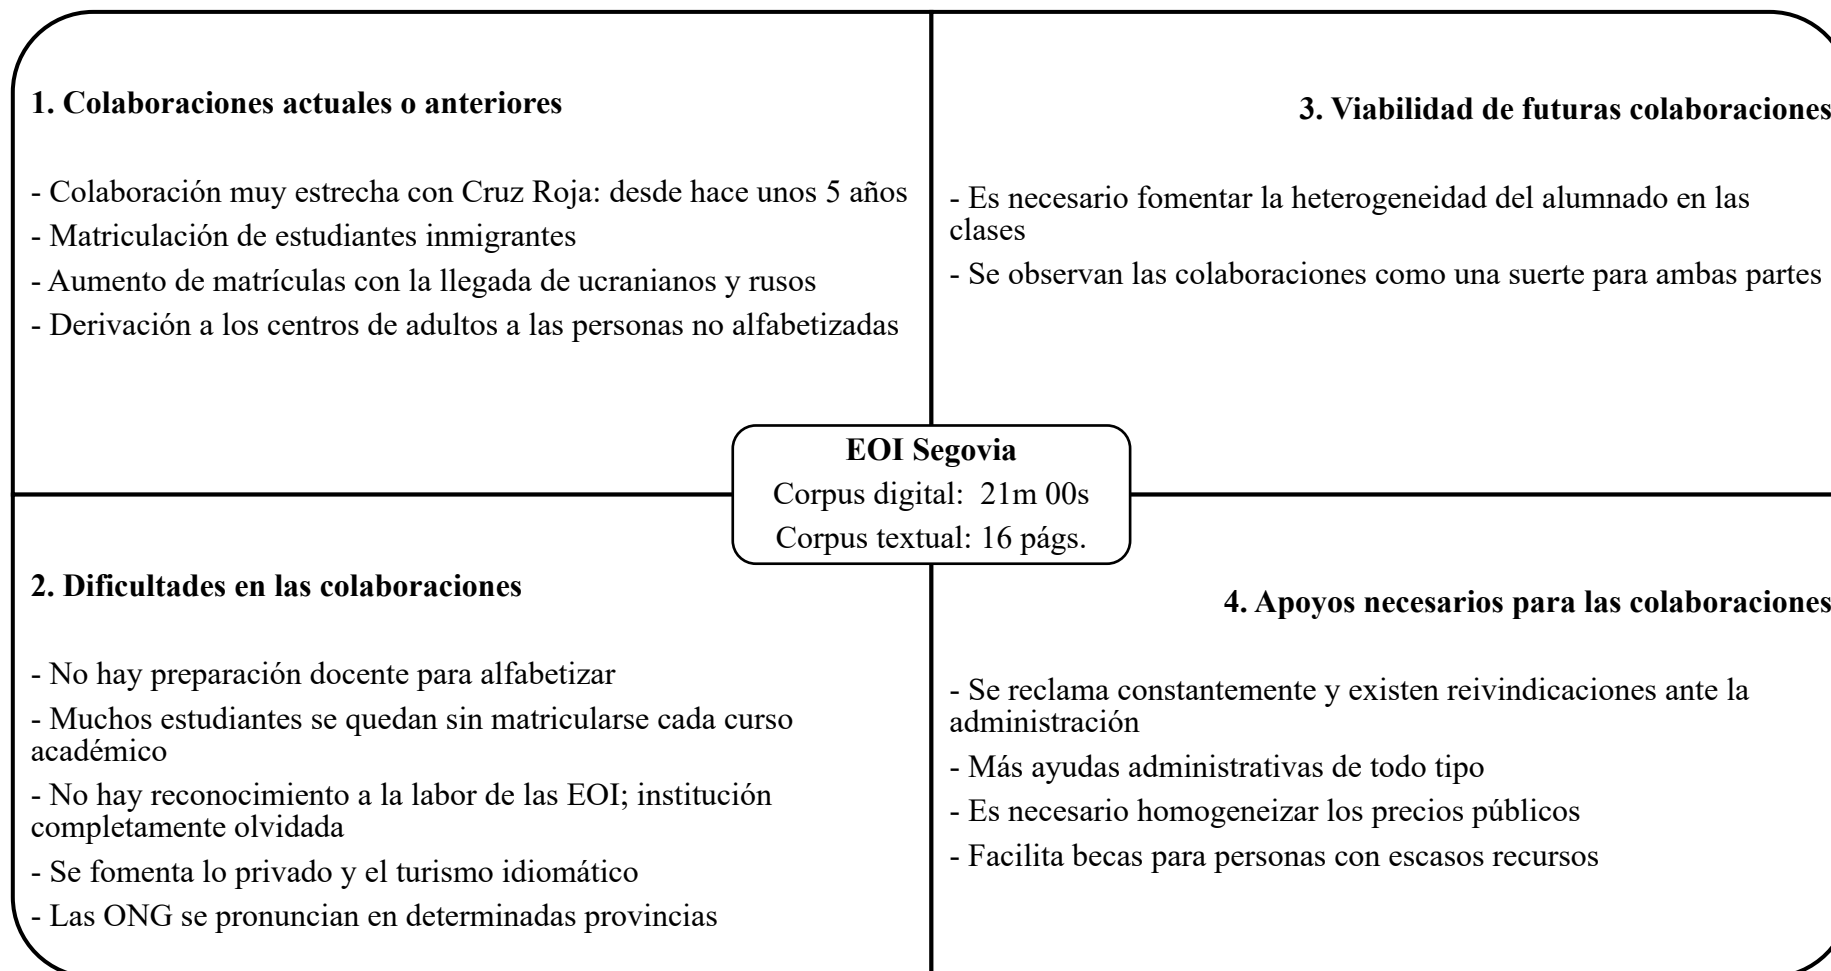 1. Colaboraciones actuales o anteriores
- Colaboración muy estrecha con Cruz Roja: desde hace unos 5 años
- Matriculación de estudiantes inmigrantes
- Aumento de matrículas con la llegada de ucranianos y rusos
- Derivación a los centros de adultos a las personas no alfabetizadas
3. Viabilidad de futuras colaboraciones
- Es necesario fomentar la heterogeneidad del alumnado en las
clases
- Se observan las colaboraciones como una suerte para ambas partes
EOI Segovia
Corpus digital:  21m 00s
Corpus textual: 16 págs.
2. Dificultades en las colaboraciones
- No hay preparación docente para alfabetizar
- Muchos estudiantes se quedan sin matricularse cada curso
académico
- No hay reconocimiento a la labor de las EOI; institución
completamente olvidada
- Se fomenta lo privado y el turismo idiomático
- Las ONG se pronuncian en determinadas provincias
4. Apoyos necesarios para las colaboraciones
- Se reclama constantemente y existen reivindicaciones ante la
administración
- Más ayudas administrativas de todo tipo
- Es necesario homogeneizar los precios públicos
- Facilita becas para personas con escasos recursos